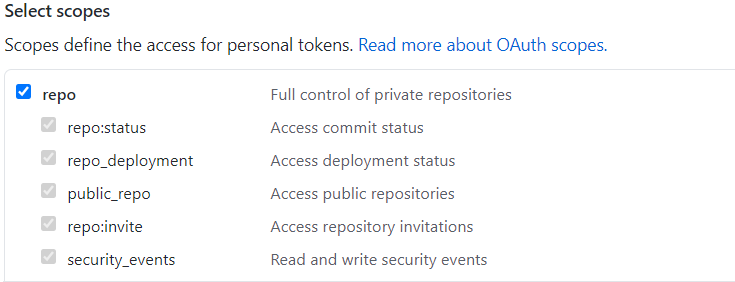 Select scopes
Scopes define the access for personal tokens. Read more about OAuth scopes.
repo Full control of private repositories
repo:status Access commit status
repo_deployment Access deployment status
public_repo Access public repositories
repo:invite Access repository invitations
security_events Read and write security events